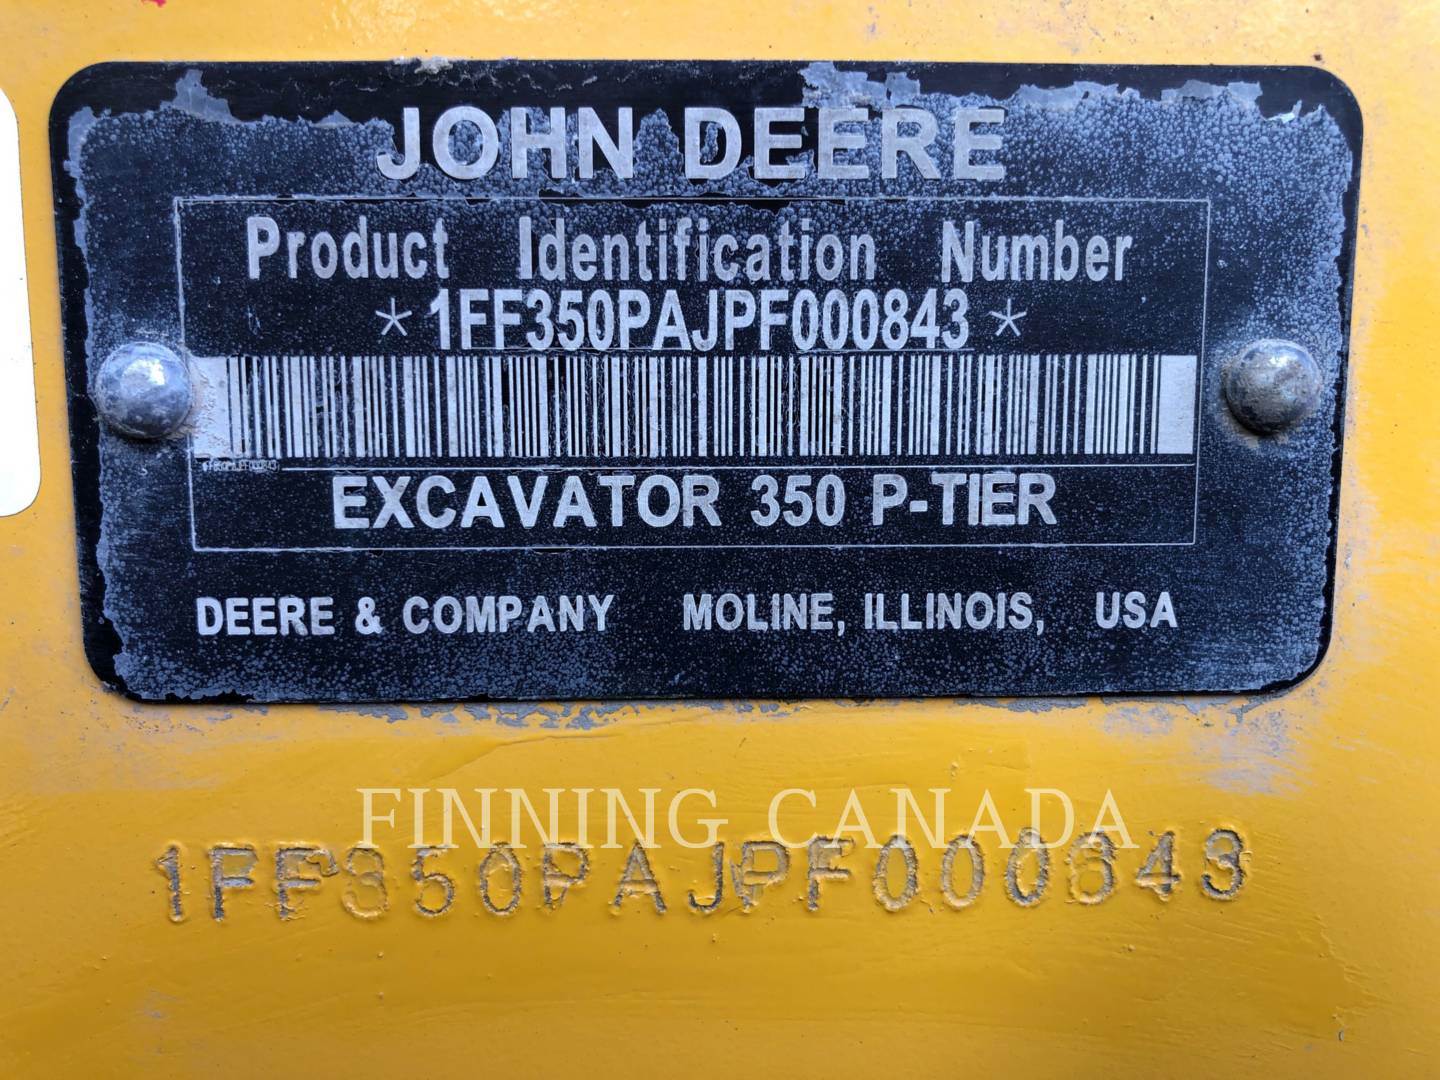 JOHN DEERE
Product Identification Number
*1FF350PAJPF000843*
EXCAVATOR 350 P-TIER
DEERE & COMPANY MOLINE, ILLINOIS, USA
FINNING CANADA
1FF350PAJPF000843